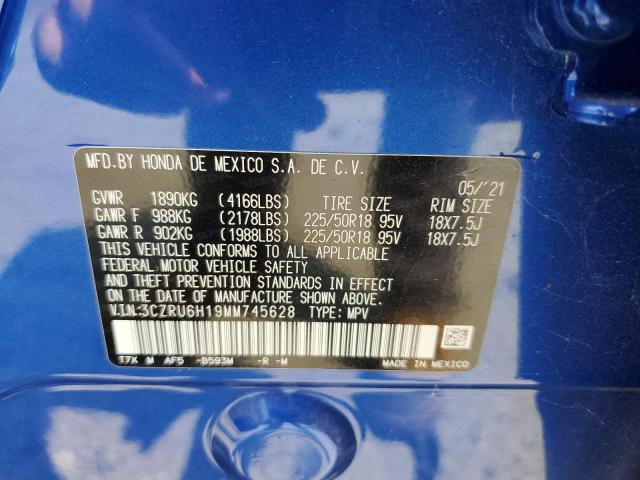 MFD.BY HONDA DE MEXICO S.A. DE C.V.
05/'21
GVWR 1890KG (4166LBS) TIRE SIZE RIM SIZE
GAWR F 988KG (2178LBS) 225/50R18 95V 18X7.5J
GAWR R 902KG (1988LBS) 225/50R18 95V 18X7.5J
THIS VEHICLE CONFORMS TO ALL APPLICABLE
FEDERAL MOTOR VEHICLE SAFETY
AND THEFT PREVENTION STANDARDS IN EFFECT
ON THE DATE OF MANUFACTURE SHOWN ABOVE.
V.I.N:3CZRU6H19MM745628 TYPE: MPV
T7X M AF5 -B593M -R -M
MADE IN MEXICO